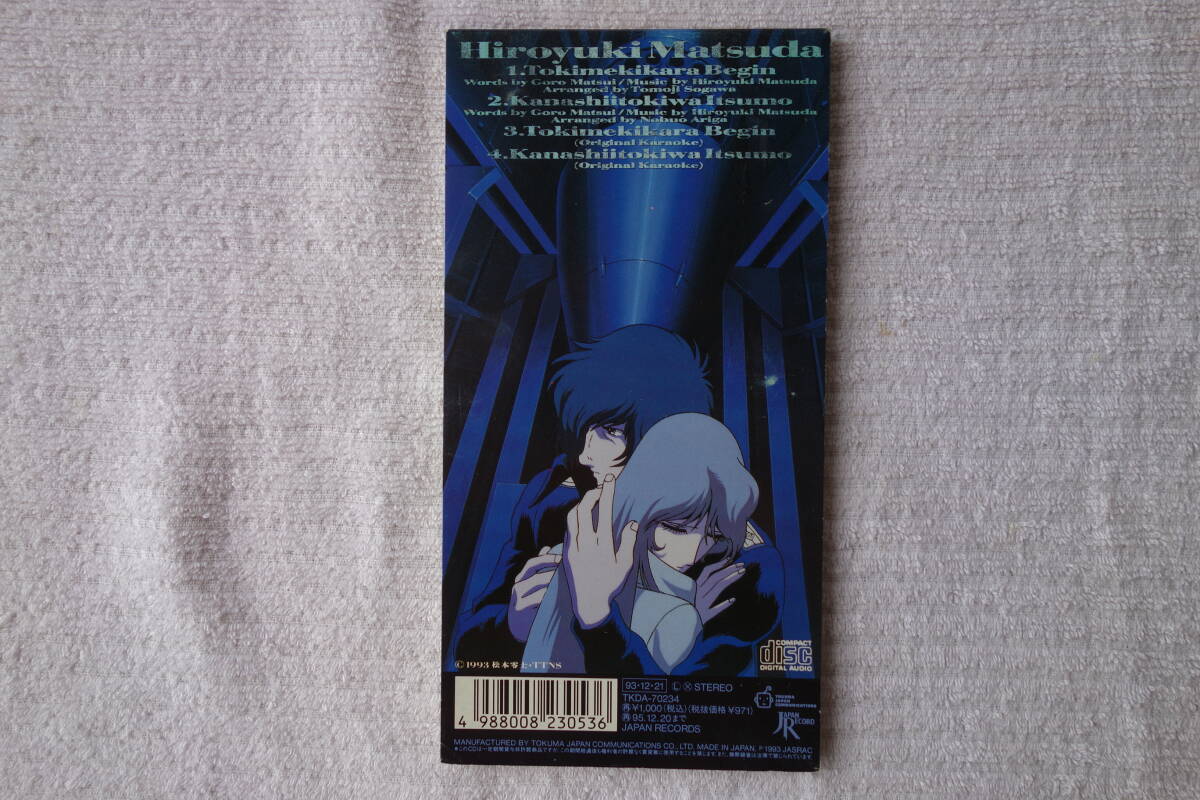 Hiroyuki Matsuda
1.Tokimekikara Begin
Words by Goro Matsui / Music by Hiroyuki Matsuda
Arranged by Tomoji Sogawa
2.Kanashiitokiwa Itsumo
Words by Goro Matsui / Music by Hiroyuki Matsuda
Arranged by Nobuo Ariga
3.Tokimekikara Begin
(Original Karaoke)
4.Kanashiitokiwa Itsumo
(Original Karaoke)
©1993 松本零士・TTNS
COMPACT
disc
DIGITAL AUDIO
4 988008 230536
93・12・21 Ⓛ Ⓧ STEREO
TKDA-70234
㊢¥1,000(税込)(税抜価格 ¥971)
㊢95.12.20まで
JAPAN RECORDS
TOKUMA
JAPAN
COMMUNICATIONS
JAPAN
RECORD
MANUFACTURED BY TOKUMA JAPAN COMMUNICATIONS CO., LTD. MADE IN JAPAN. ℗1993 JASRAC